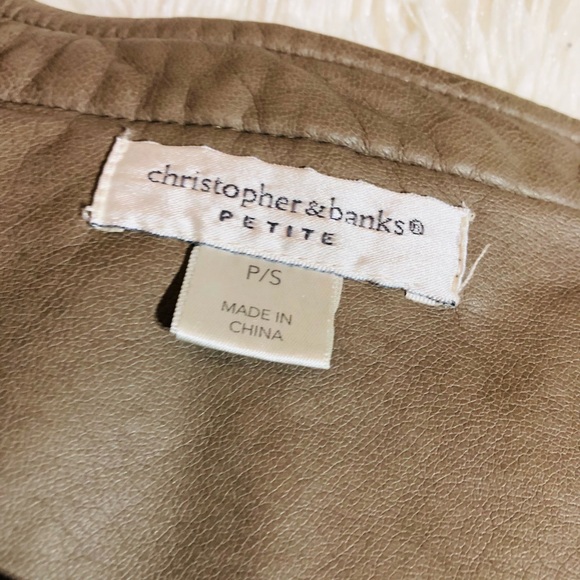 christopher&banks®
PETITE
P/S
MADE IN
CHINA